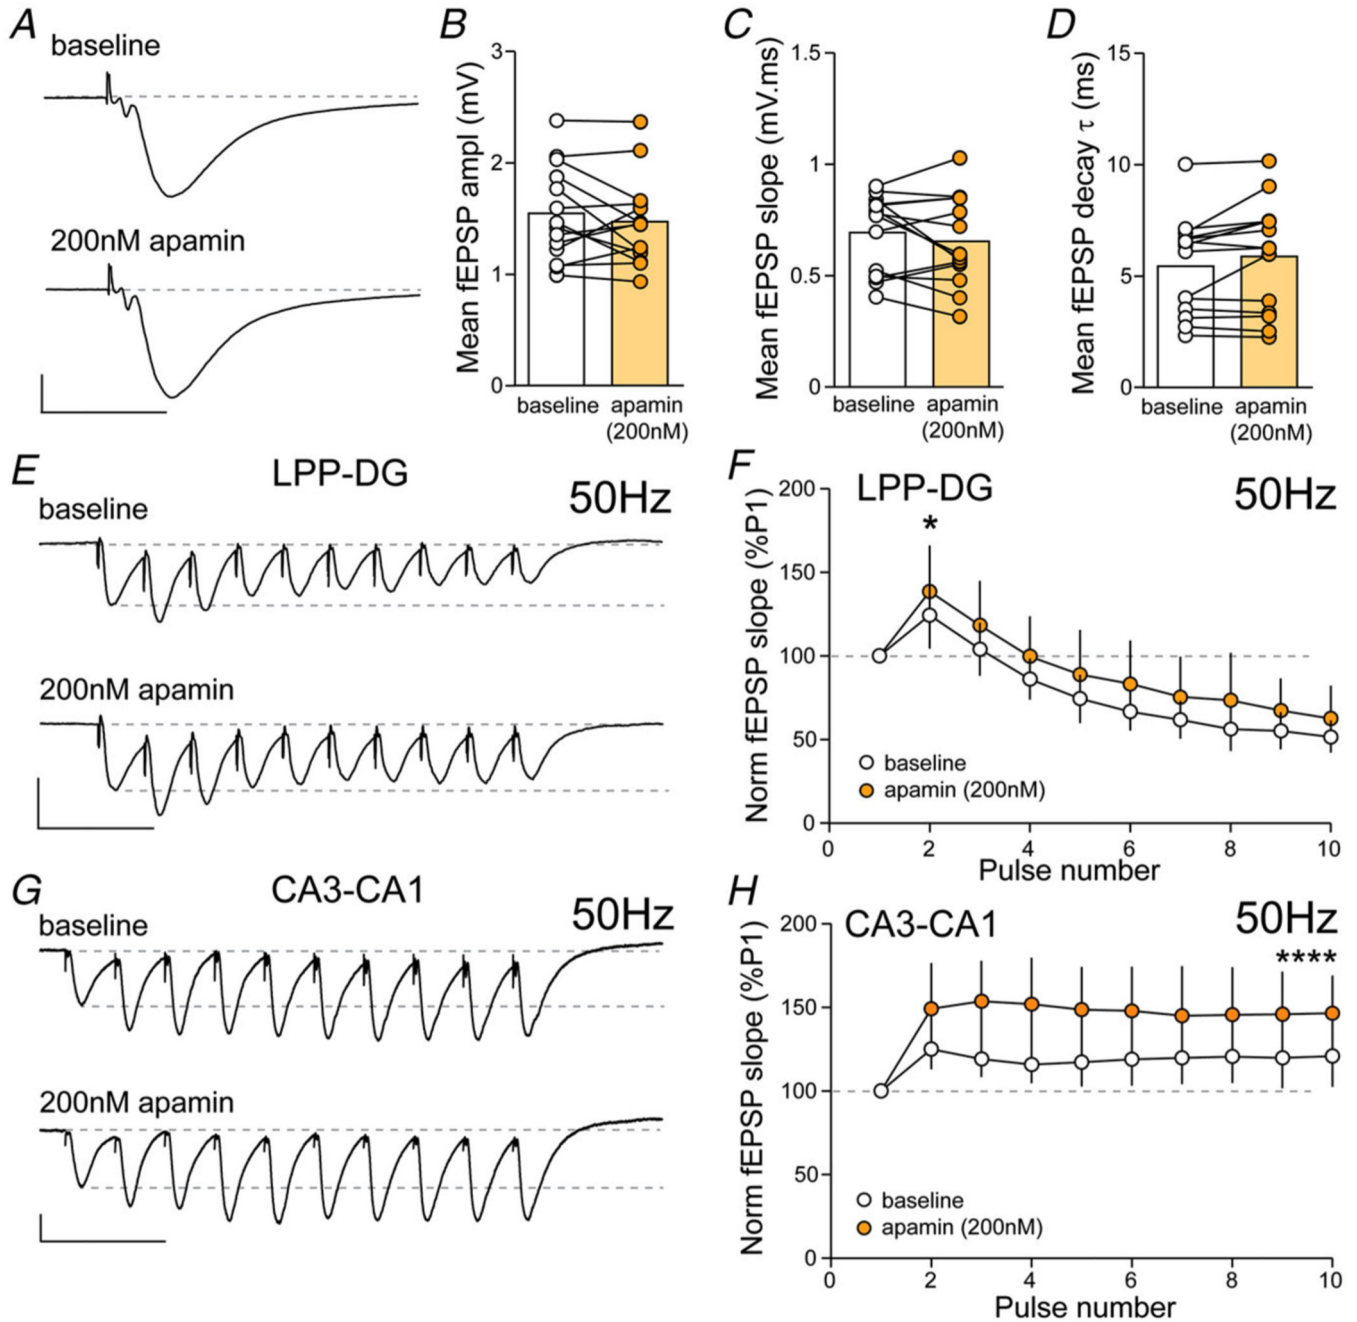 A
baseline
200nM apamin
B
Mean fEPSP ampl (mV)
3
2
1
0
baseline
apamin
(200nM)
C
Mean fEPSP slope (mV.ms)
1.5
1
0.5
0
baseline
apamin
(200nM)
D
Mean fEPSP decay τ (ms)
15
10
5
0
baseline
apamin
(200nM)
E
LPP-DG
50Hz
baseline
200nM apamin
F
LPP-DG
50Hz
*
Norm fEPSP slope (%P1)
200
150
100
50
0
baseline
apamin (200nM)
0 2 4 6 8 10
Pulse number
G
CA3-CA1
50Hz
baseline
200nM apamin
H
CA3-CA1
50Hz
****
Norm fEPSP slope (%P1)
200
150
100
50
0
baseline
apamin (200nM)
0 2 4 6 8 10
Pulse number